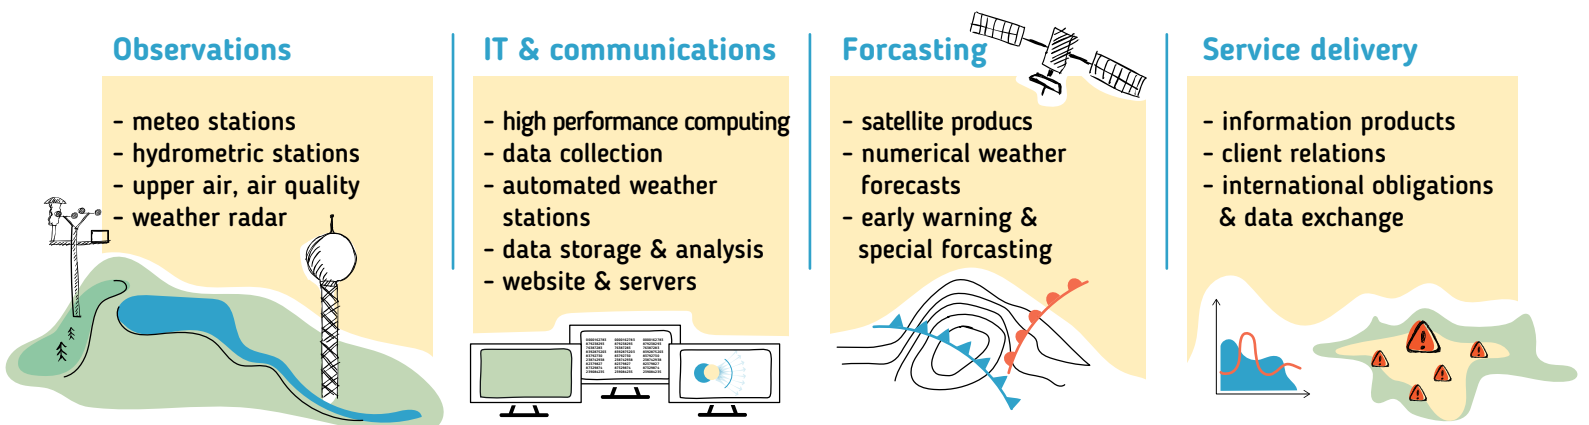 Observations
- meteo stations
- hydrometric stations
- upper air, air quality
- weather radar
IT & communications
- high performance computing
- data collection
- automated weather
stations
- data storage & analysis
- website & servers
Forcasting
- satellite producs
- numerical weather
forecasts
- early warning &
special forcasting
Service delivery
- information products
- client relations
- international obligations
& data exchange